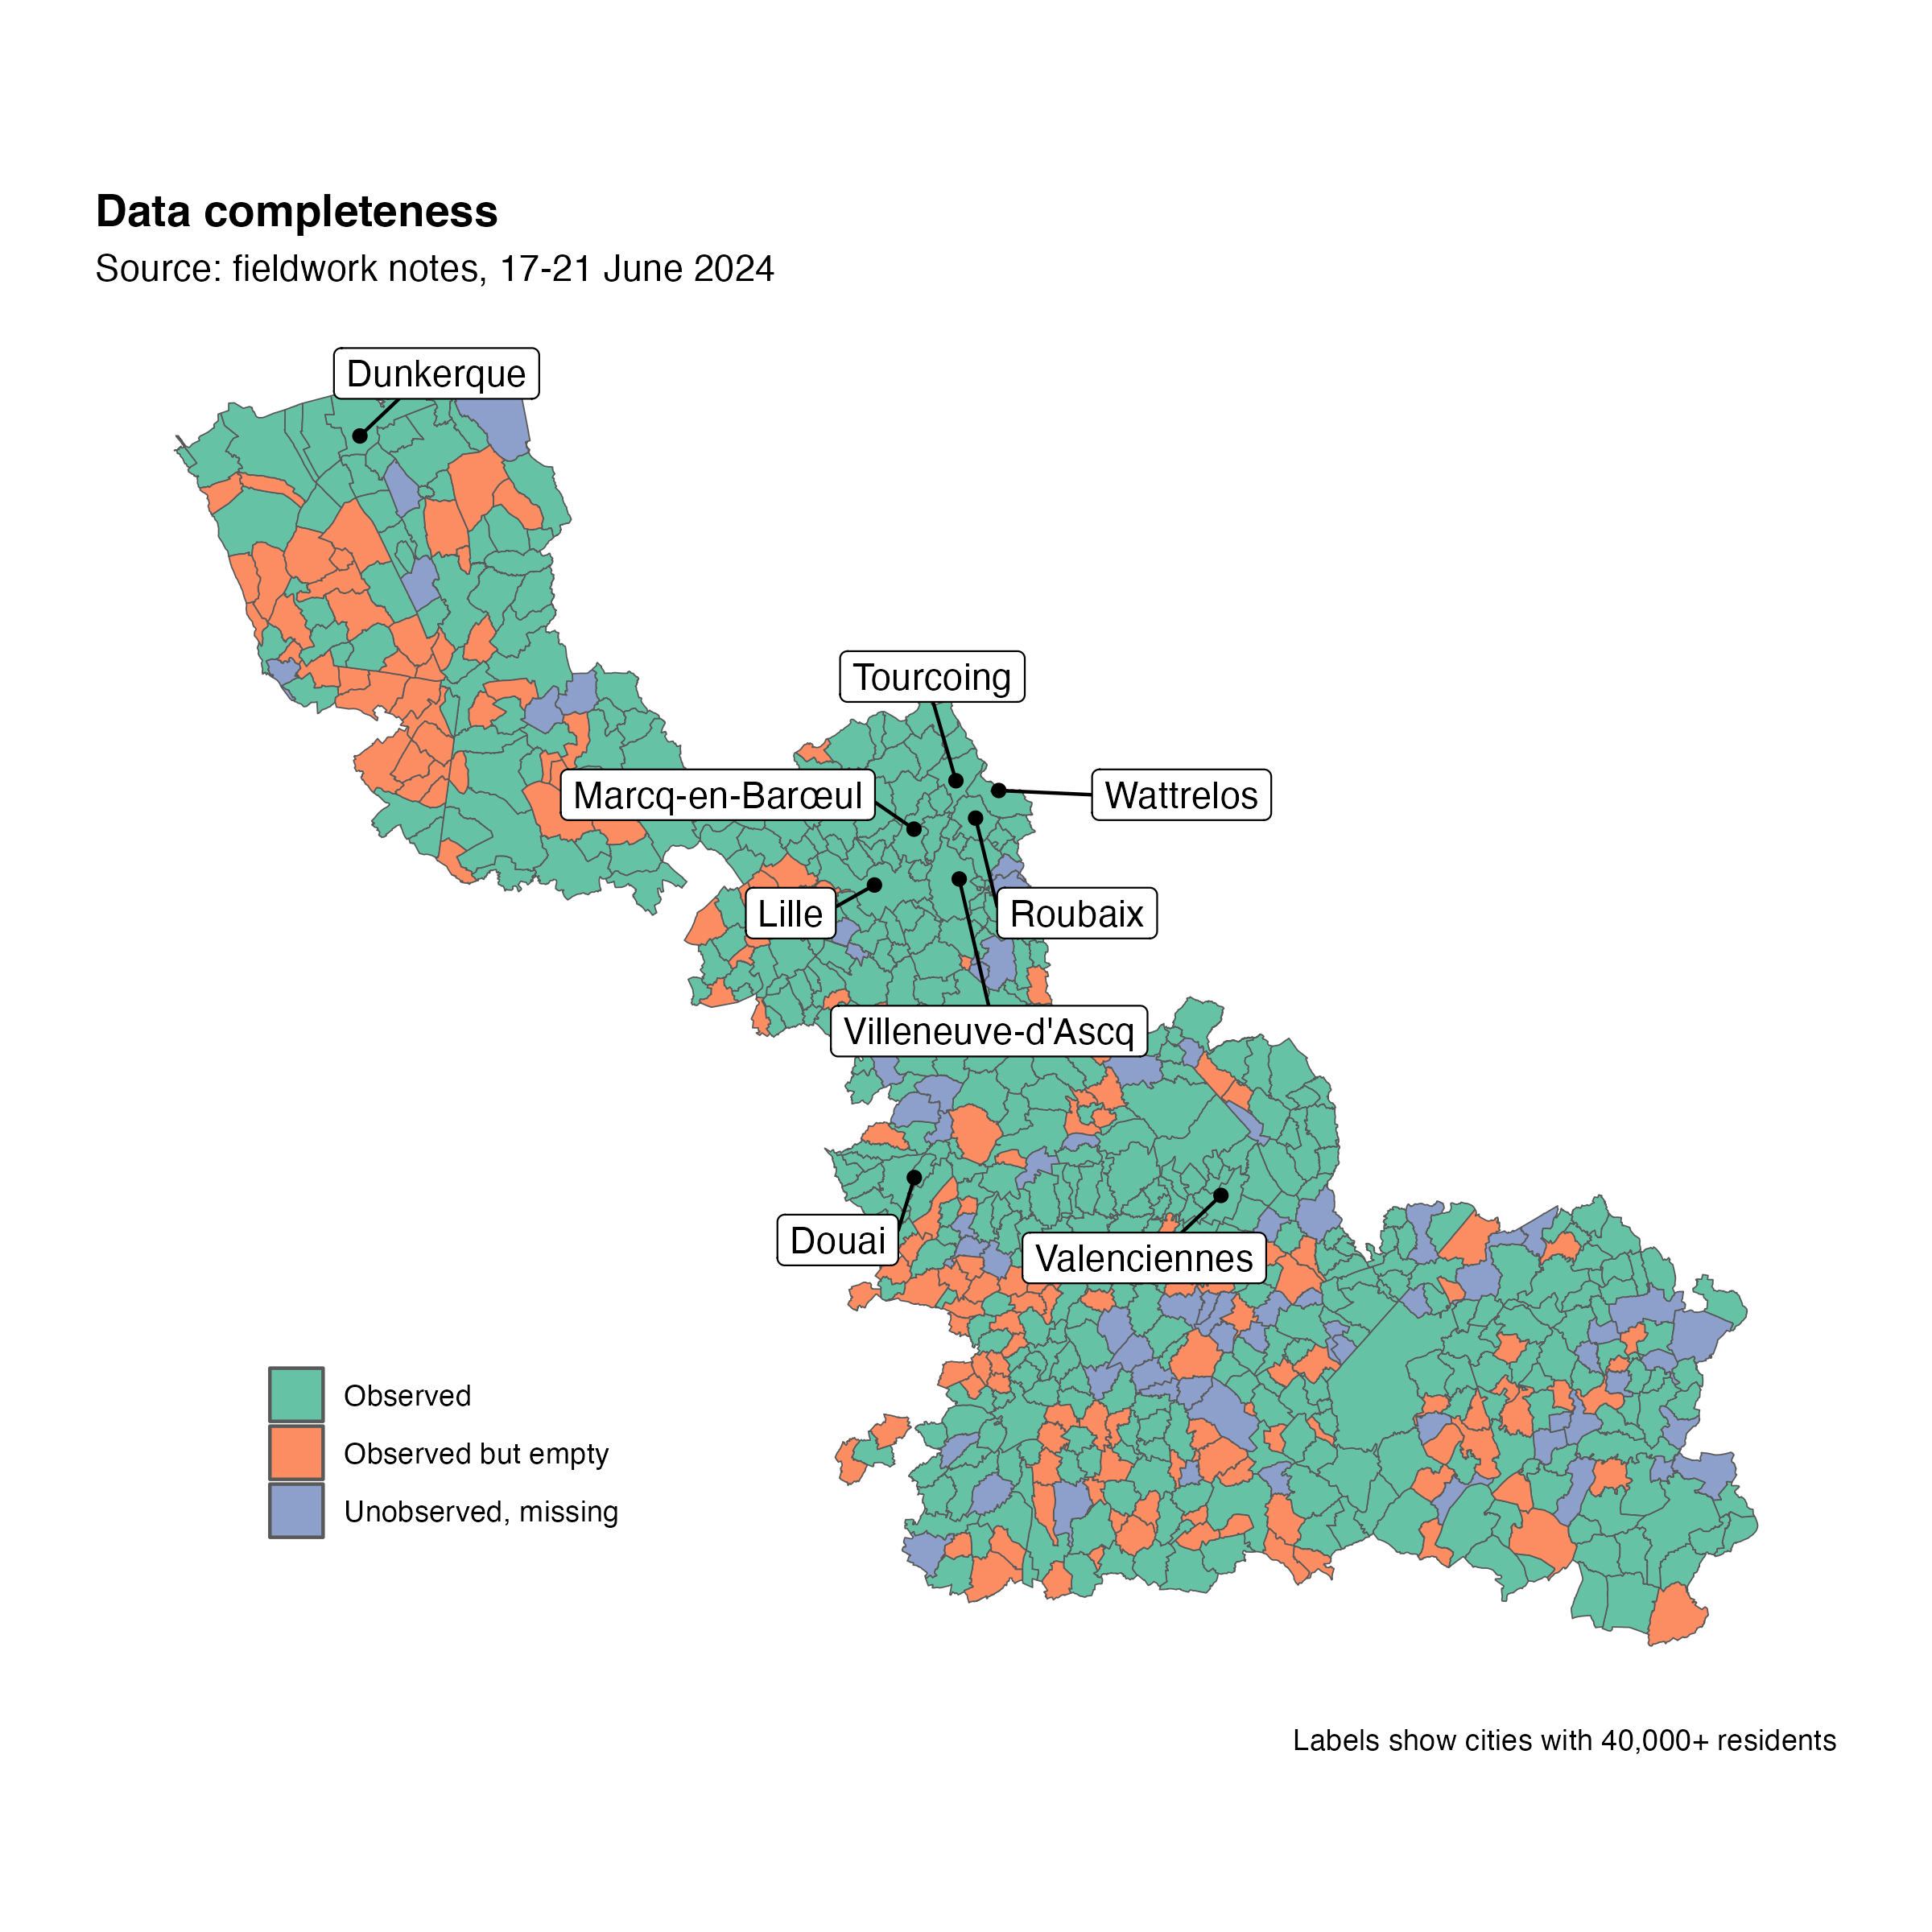 Data completeness
Source: fieldwork notes, 17-21 June 2024
Dunkerque
Tourcoing
Marcq-en-Barœul
Wattrelos
Lille
Roubaix
Villeneuve-d'Ascq
Douai
Valenciennes
Observed
Observed but empty
Unobserved, missing
Labels show cities with 40,000+ residents